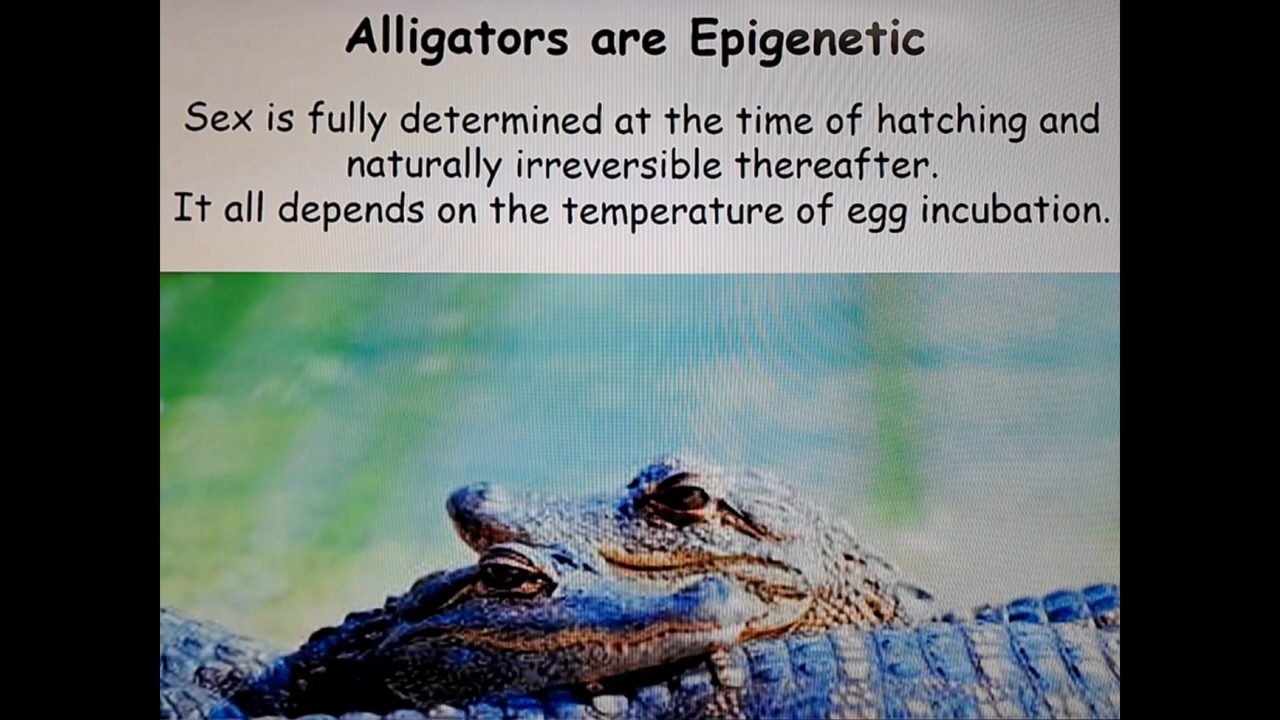 Alligators are Epigenetic
Sex is fully determined at the time of hatching and
naturally irreversible thereafter.
It all depends on the temperature of egg incubation.